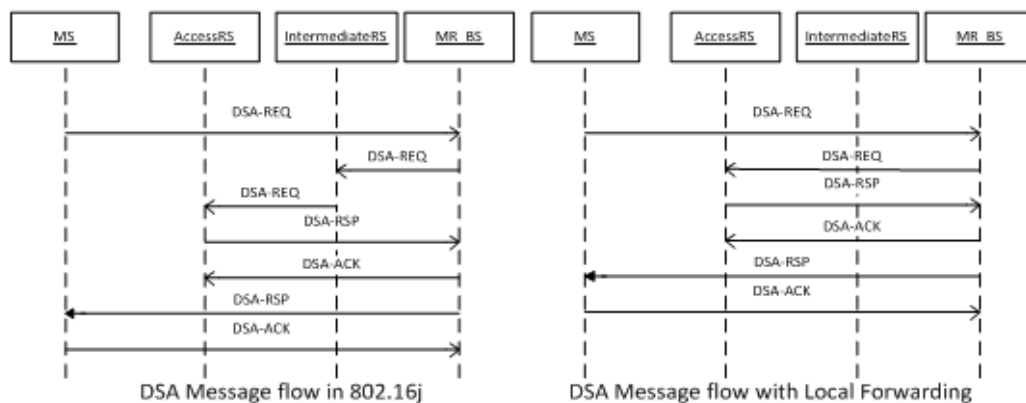 MS
AccessRS
IntermediateRS
MR_BS
DSA-REQ
DSA-REQ
DSA-REQ
DSA-RSP
DSA-ACK
DSA-RSP
DSA-ACK
DSA Message flow in 802.16j
MS
AccessRS
IntermediateRS
MR_BS
DSA-REQ
DSA-REQ
DSA-RSP
DSA-ACK
DSA-RSP
DSA-ACK
DSA Message flow with Local Forwarding